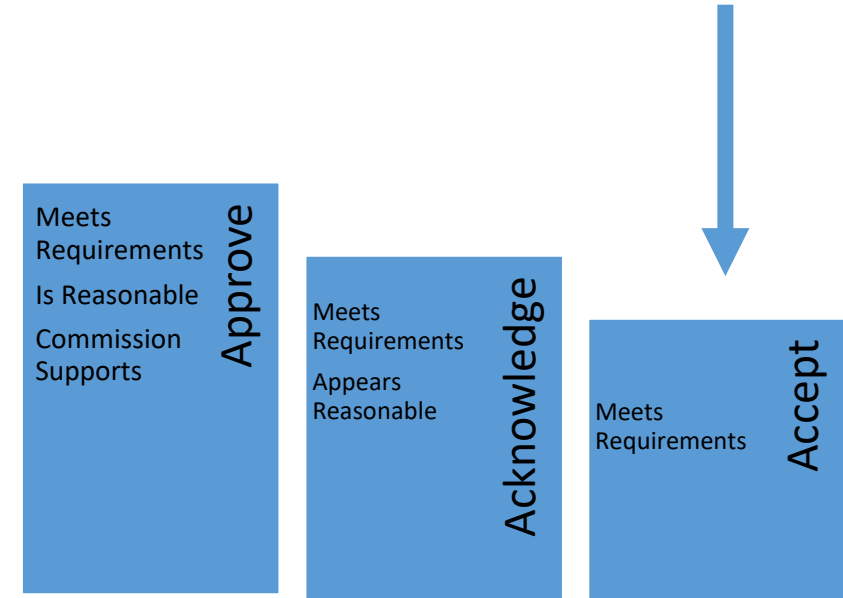 Meets
Requirements
Is Reasonable
Commission
Supports
Approve
Meets
Requirements
Appears
Reasonable
Acknowledge
Meets
Requirements
Accept